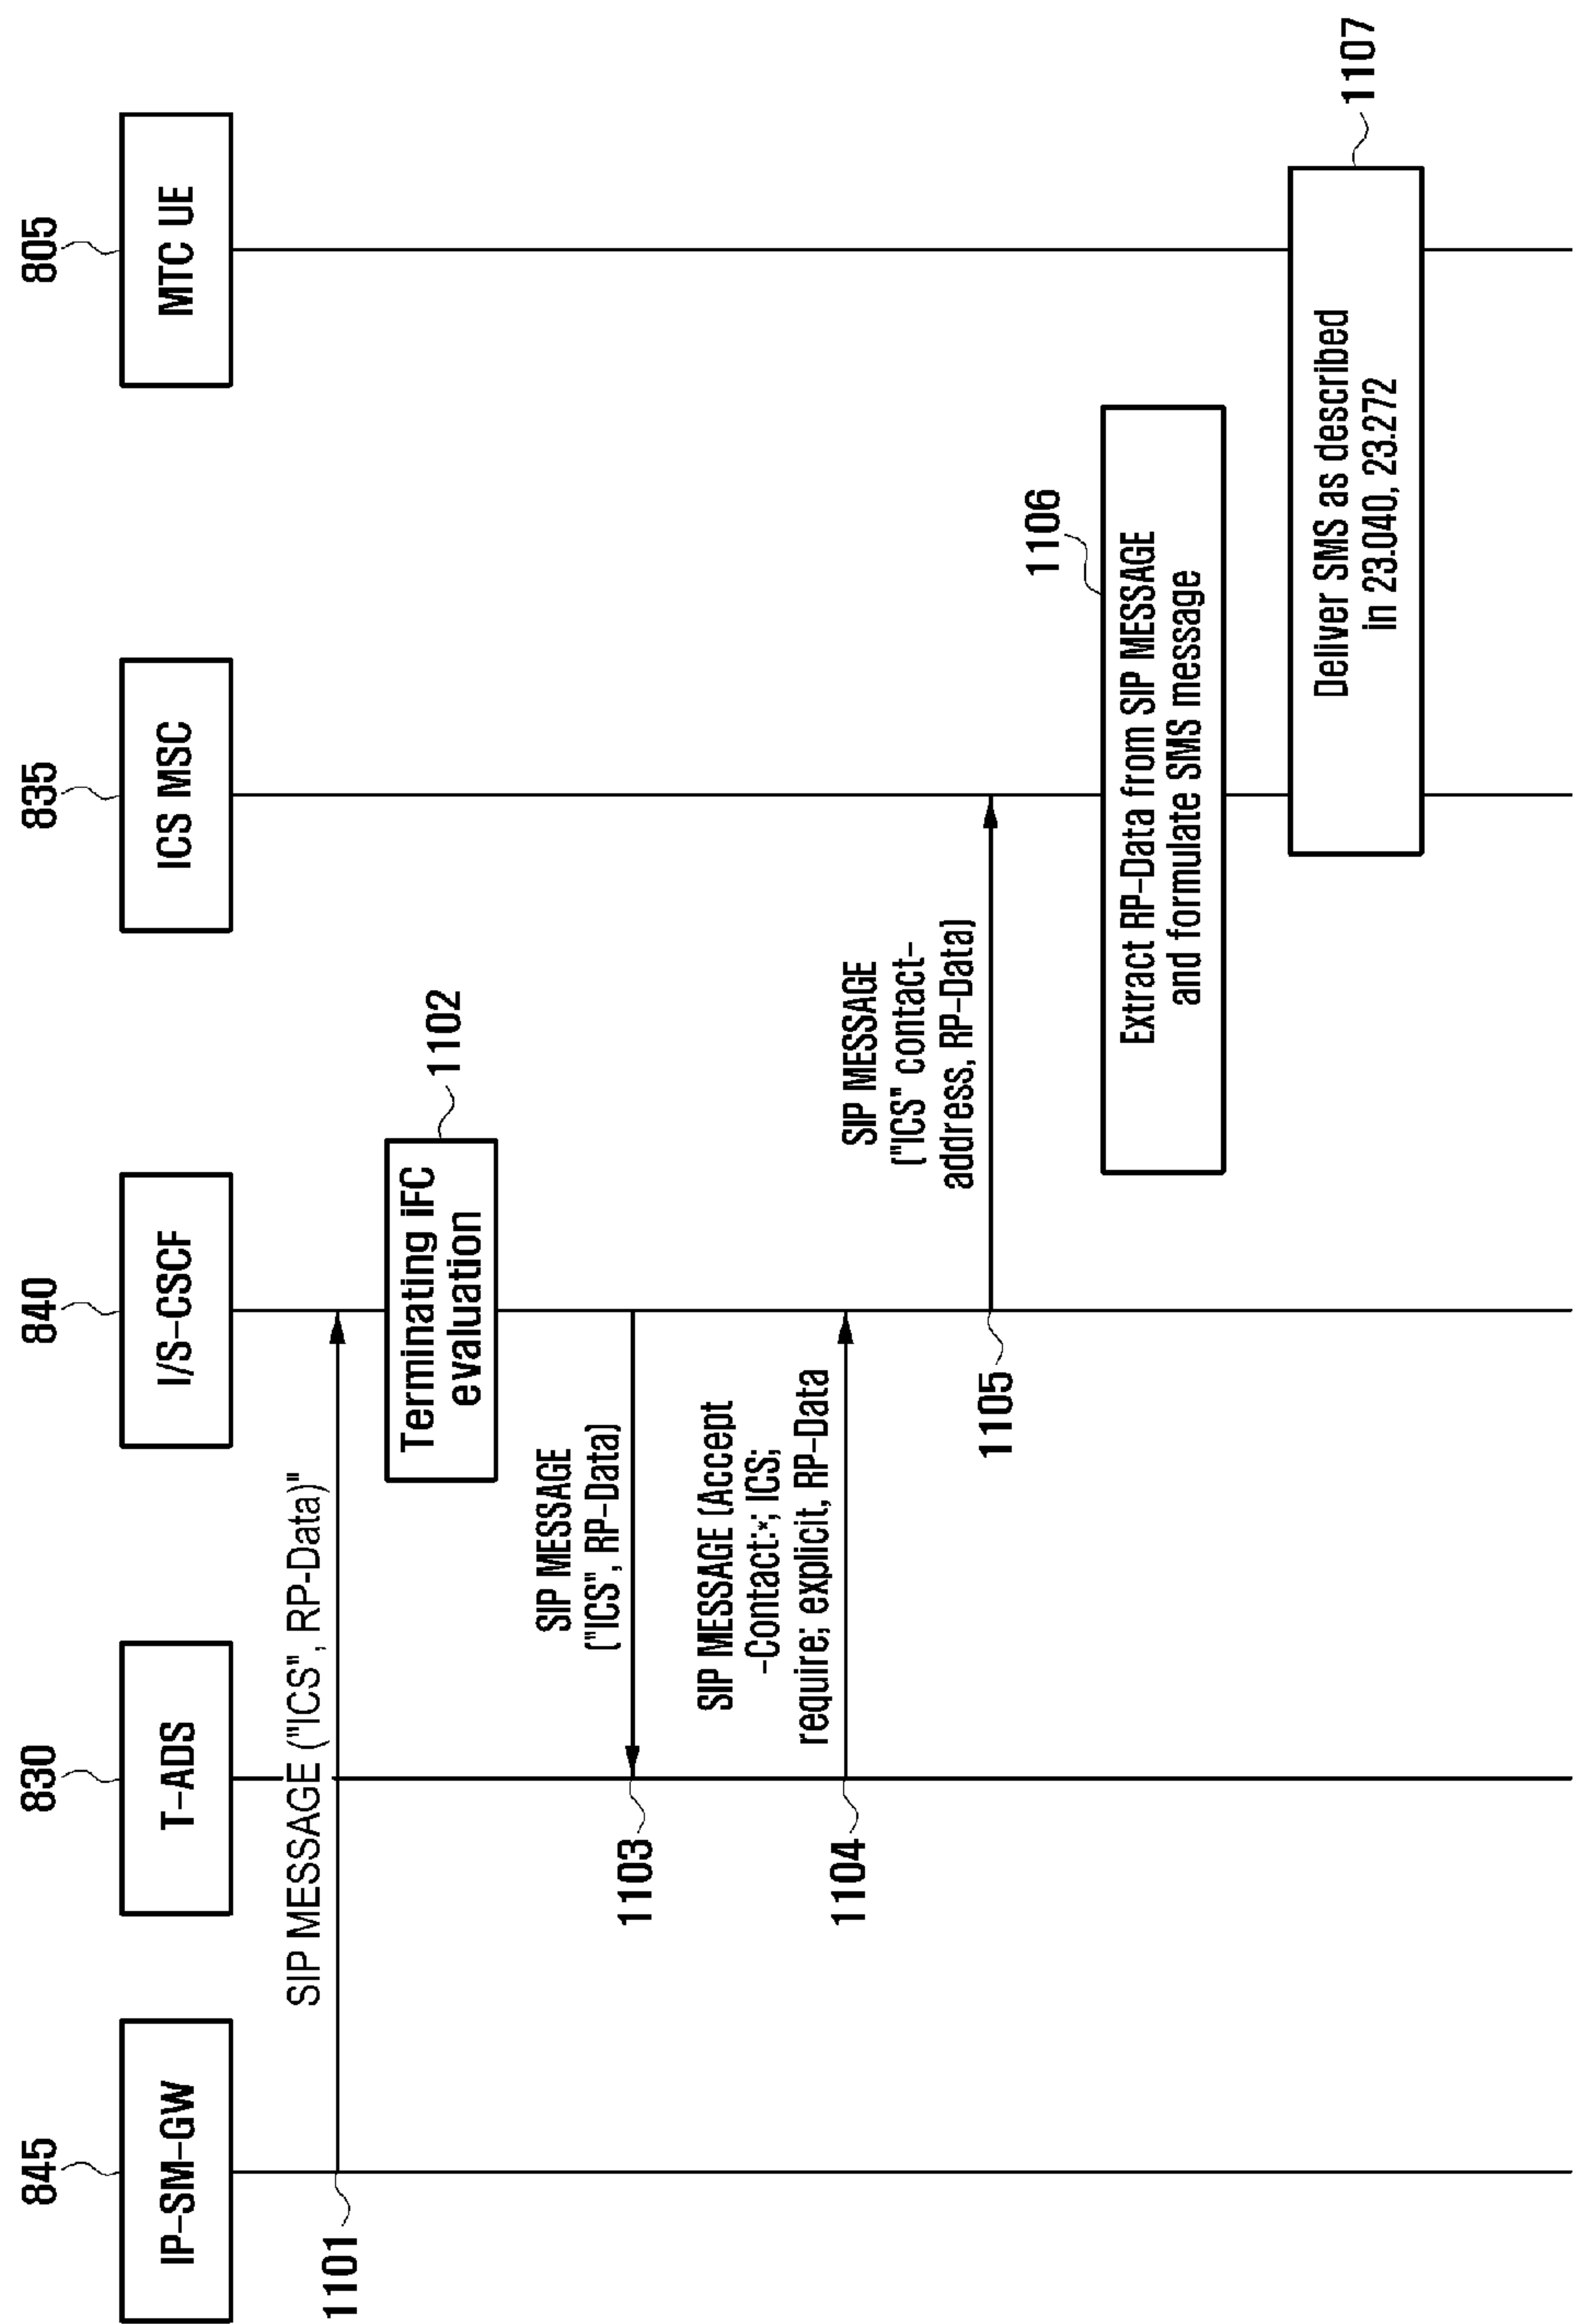 845
830
840
835
805
IP-SM-GW
T-ADS
I/S-CSCF
ICS MSC
MTC UE
1101
SIP MESSAGE ("ICS", RP-Data)"
Terminating iFC
evaluation
1102
SIP MESSAGE
("ICS", RP-Data)
1103
SIP MESSAGE (Accept
-Contact:*; ICS;
require; explicit, RP-Data
1104
SIP MESSAGE
("ICS" contact-
address, RP-Data)
1105
1106
Extract RP-Data from SIP MESSAGE
and formulate SMS message
Deliver SMS as described
in 23.040, 23.272
1107